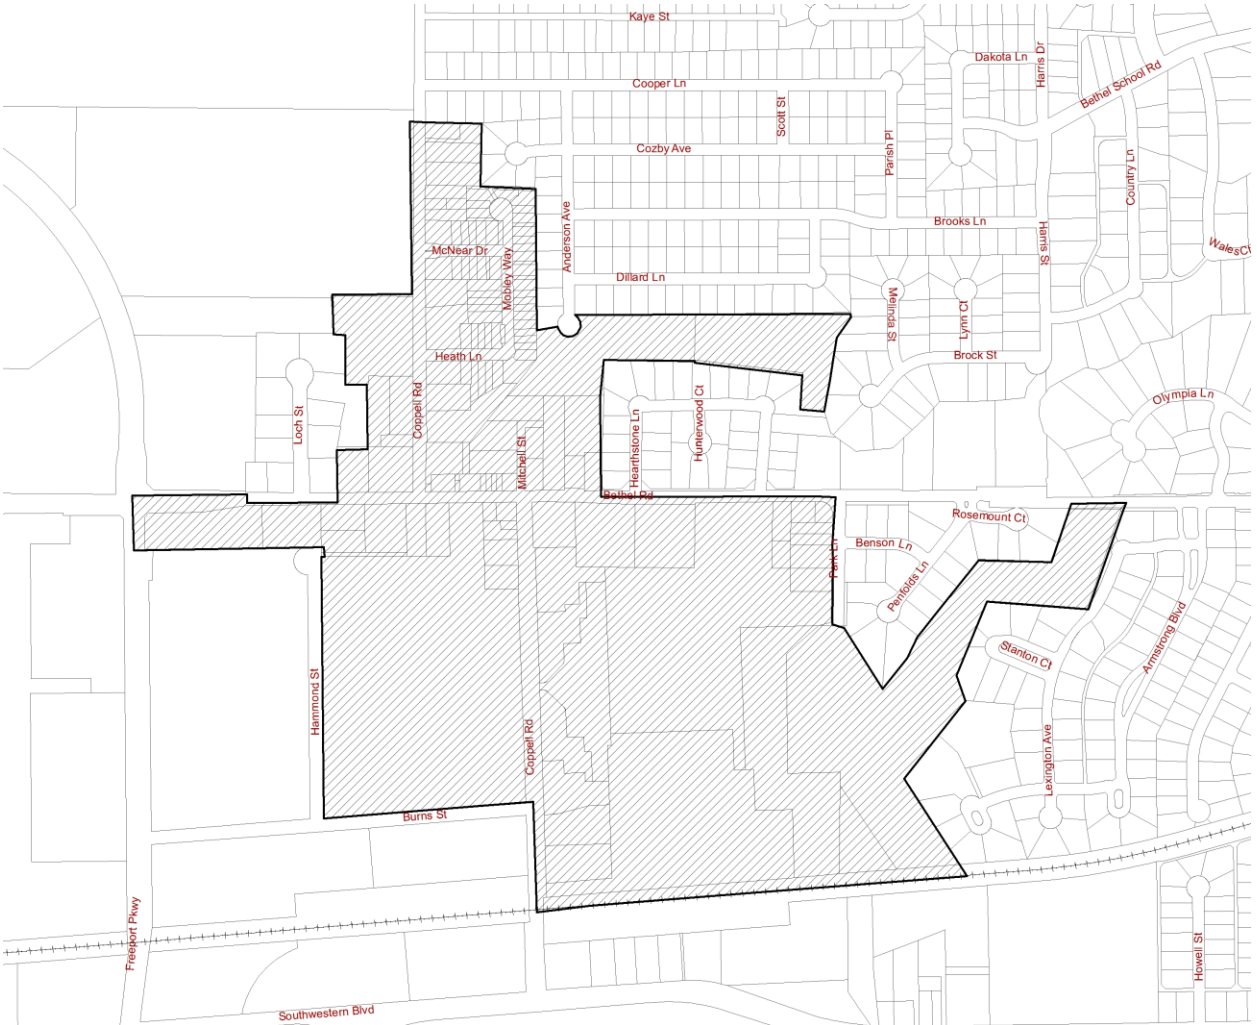 Kaye St
Dakota Ln
Harris Dr
Bethel School Rd
Cooper Ln
Scott St
Cozby Ave
Parish Pl
Country Ln
Brooks Ln
Harris St
Anderson Ave
McNear Dr
Mobley Way
Dillard Ln
Melinda St
Lynn Ct
Heath Ln
Brock St
Olympia Ln
Coppell Rd
Loch St
Mitchell St
Hearthstone Ln
Hunterwood Ct
Bethel Rd
Rosemount Ct
Park Ln
Benson Ln
Penfolds Ln
Stanton Ct
Armstrong Blvd
Hammond St
Coppell Rd
Lexington Ave
Burns St
Freeport Pkwy
Howell St
Southwestern Blvd